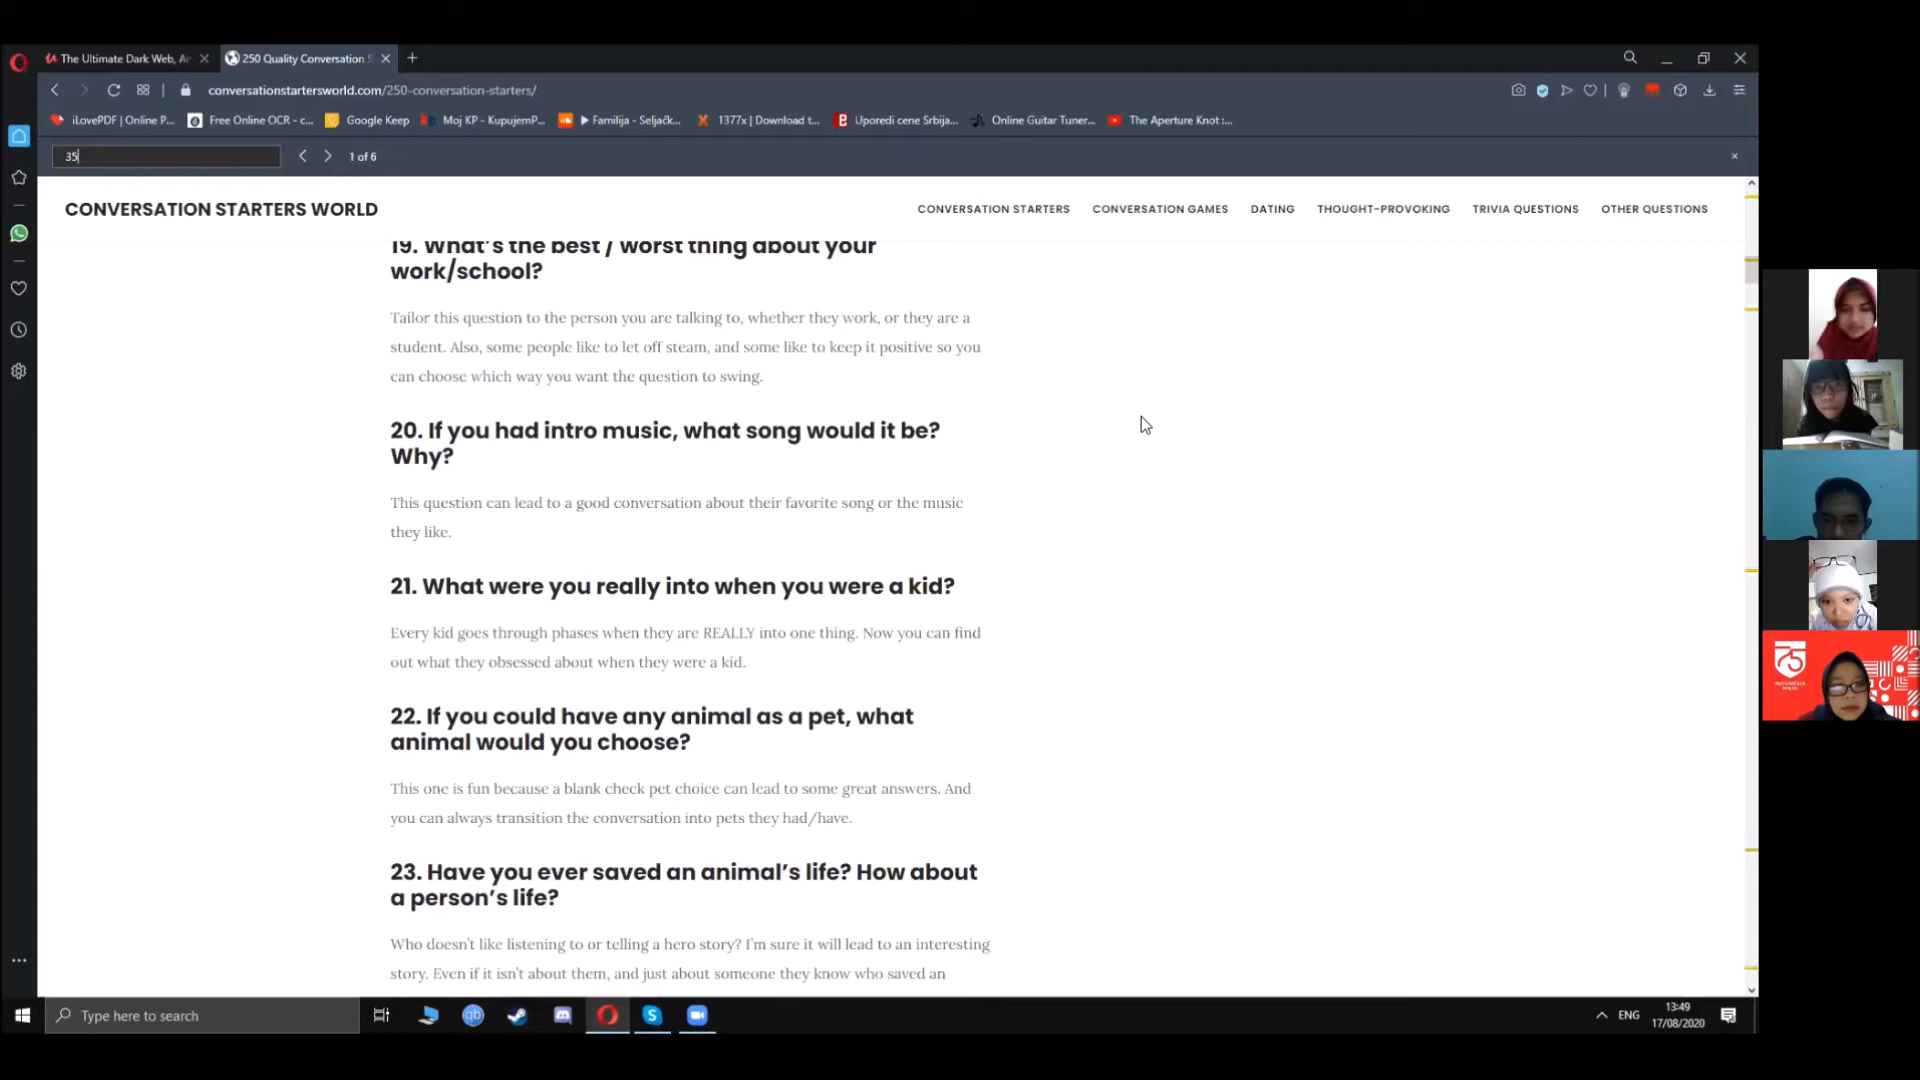 The Ultimate Dark Web, Ar
250 Quality Conversation S
conversationstartersworld.com/250-conversation-starters/
iLovePDF | Online P...
Free Online OCR - c...
Google Keep
Moj KP - KupujemP...
▶ Familija - Seljačk...
1377x | Download t...
Uporedi cene Srbija...
Online Guitar Tuner...
The Aperture Knot :...
35
1 of 6
CONVERSATION STARTERS WORLD
CONVERSATION STARTERS
CONVERSATION GAMES
DATING
THOUGHT-PROVOKING
TRIVIA QUESTIONS
OTHER QUESTIONS
19. What's the best / worst thing about your
work/school?
Tailor this question to the person you are talking to, whether they work, or they are a
student. Also, some people like to let off steam, and some like to keep it positive so you
can choose which way you want the question to swing.
20. If you had intro music, what song would it be?
Why?
This question can lead to a good conversation about their favorite song or the music
they like.
21. What were you really into when you were a kid?
Every kid goes through phases when they are REALLY into one thing. Now you can find
out what they obsessed about when they were a kid.
22. If you could have any animal as a pet, what
animal would you choose?
This one is fun because a blank check pet choice can lead to some great answers. And
you can always transition the conversation into pets they had/have.
23. Have you ever saved an animal's life? How about
a person's life?
Who doesn't like listening to or telling a hero story? I'm sure it will lead to an interesting
story. Even if it isn't about them, and just about someone they know who saved an
75
INDONESIA
MAJU
Type here to search
qb
ENG
13:49
17/08/2020